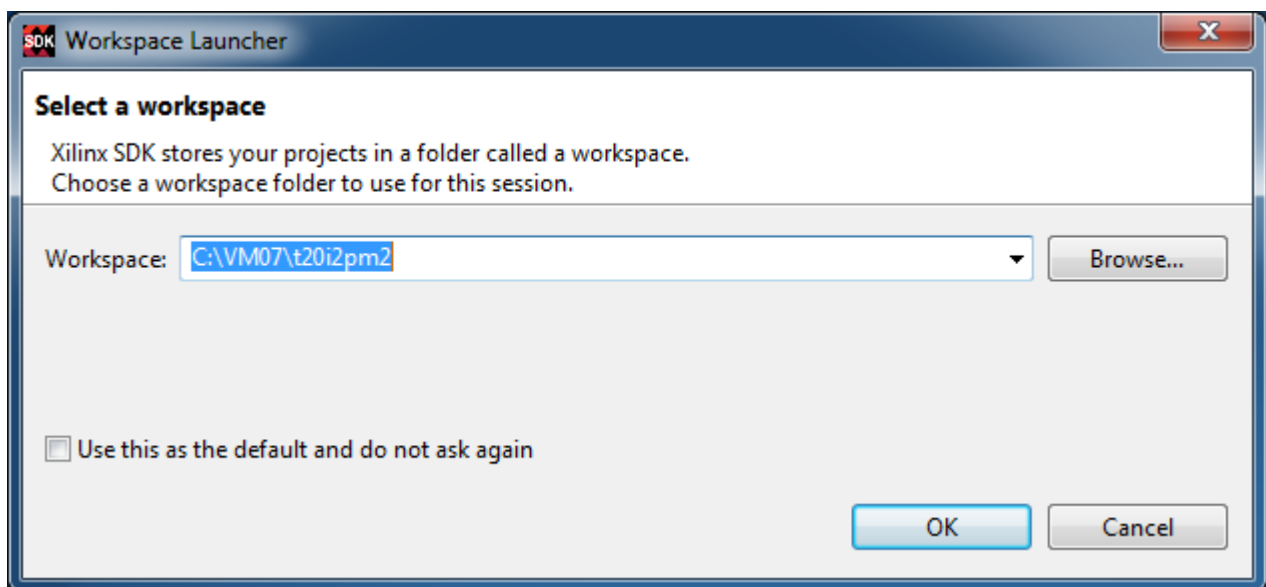 SDK Workspace Launcher
Select a workspace
Xilinx SDK stores your projects in a folder called a workspace.
Choose a workspace folder to use for this session.
Workspace: C:\VM07\t20i2pm2 Browse...
Use this as the default and do not ask again
OK Cancel